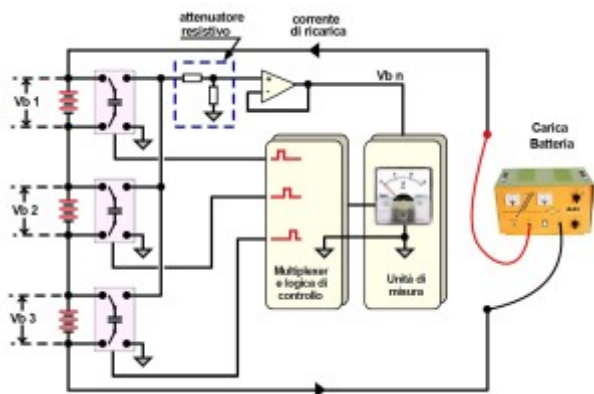 attenuatore
resistivo
corrente
di ricarica
Vb 1
Vb n
Carica
Batteria
Vb 2
Vb 3
Multiplexer
e logica di
controllo
Unità di
misura